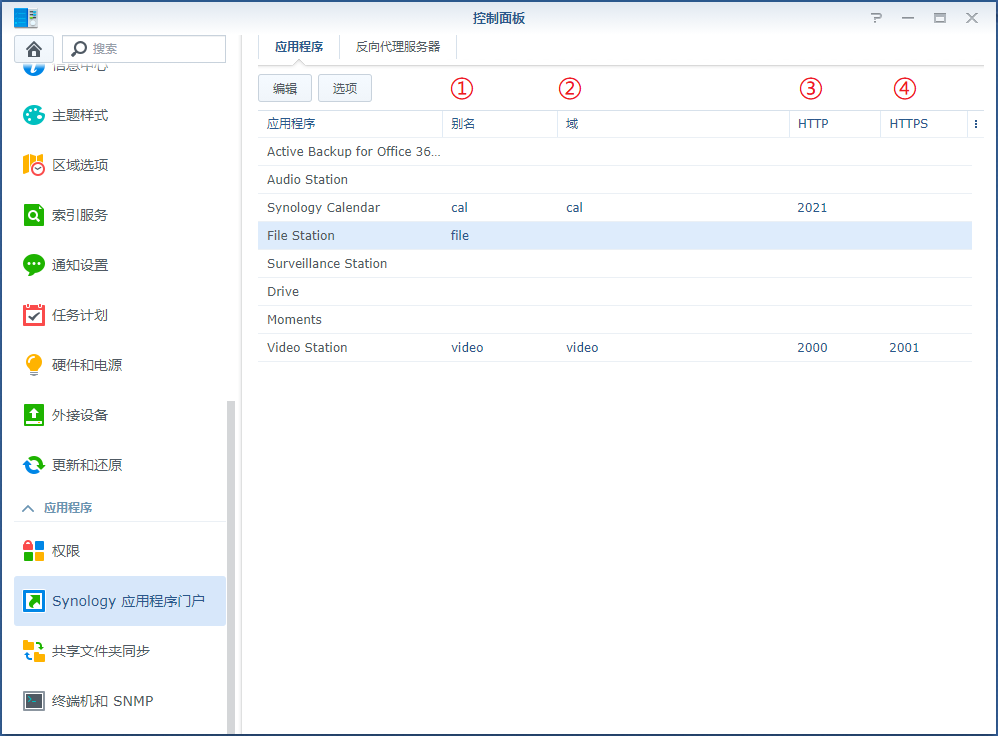 控制面板
搜索
信息中心
主题样式
区域选项
索引服务
通知设置
任务计划
硬件和电源
外接设备
更新和还原
应用程序
权限
Synology 应用程序门户
共享文件夹同步
终端机和 SNMP
应用程序 反向代理服务器
编辑 选项 ① ② ③ ④
应用程序 别名 域 HTTP HTTPS
Active Backup for Office 36...
Audio Station
Synology Calendar cal cal 2021
File Station file
Surveillance Station
Drive
Moments
Video Station video video 2000 2001